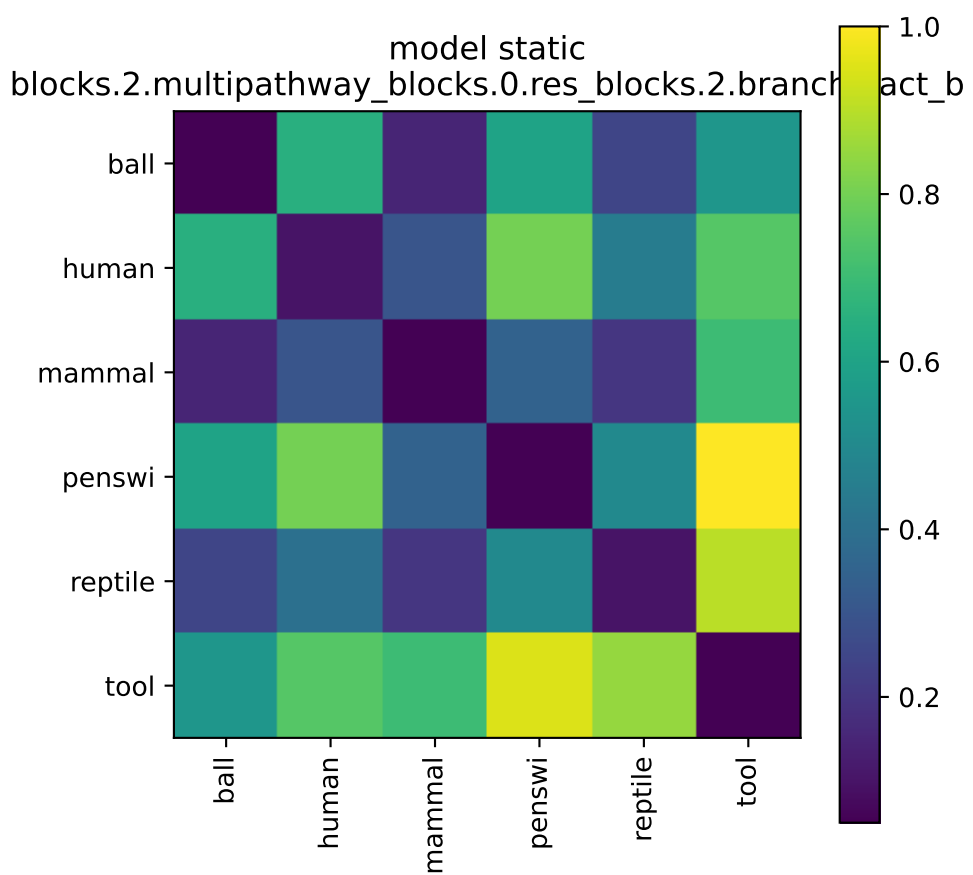 model static
blocks.2.multipathway_blocks.0.res_blocks.2.branch act_b
1.0
0.8
0.6
0.4
0.2
ball
human
mammal
penswi
reptile
tool
ball
human
mammal
penswi
reptile
tool